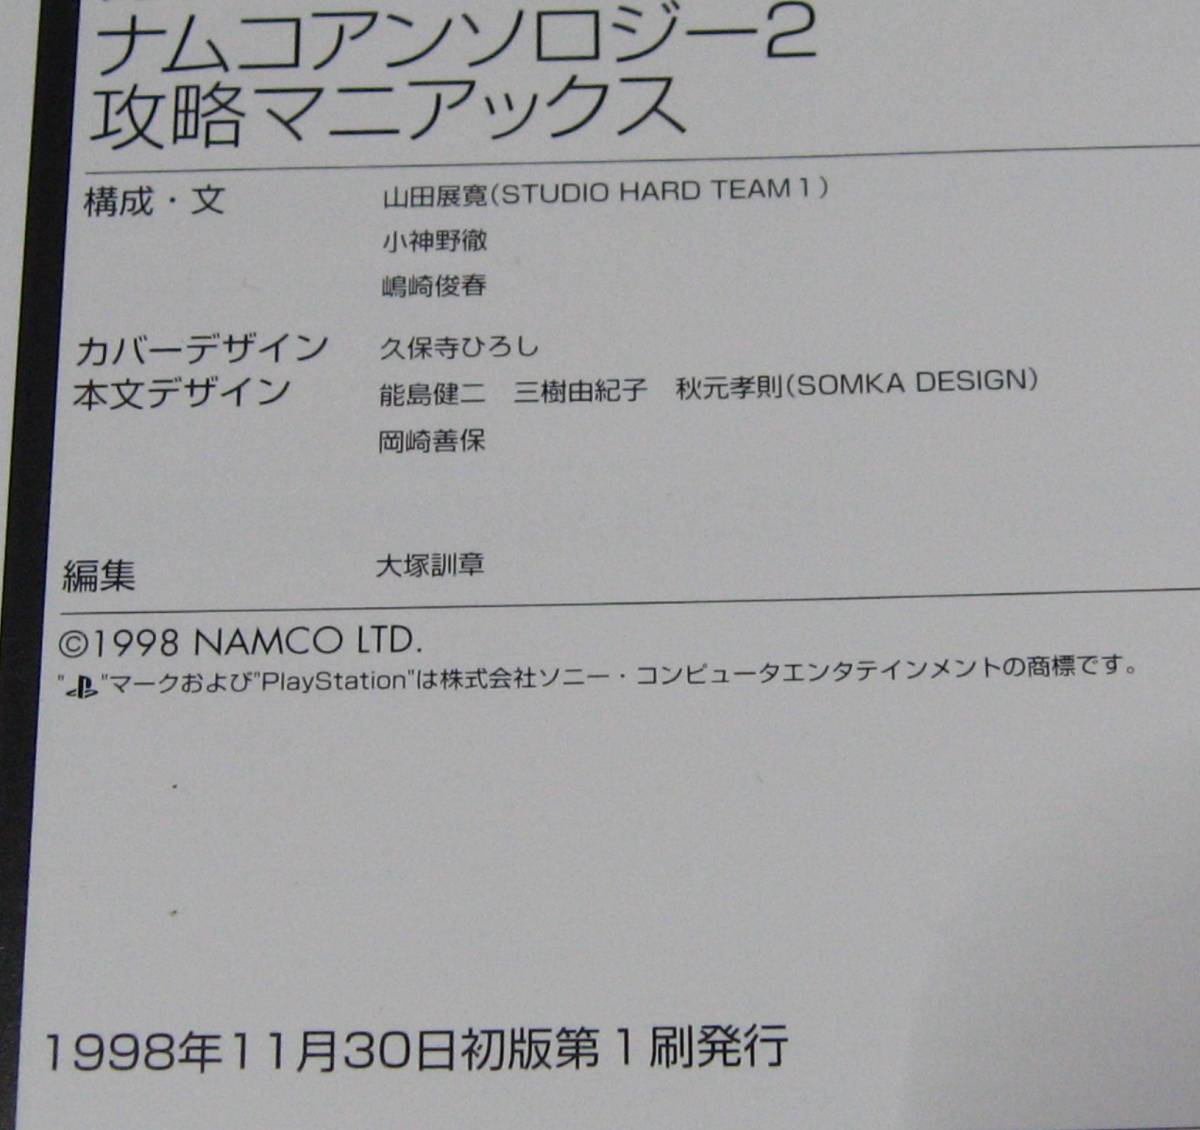 ナムコアンソロジー2
攻略マニアックス
構成・文 山田展寛(STUDIO HARD TEAM1)
小神野徹
嶋崎俊春
カバーデザイン 久保寺ひろし
本文デザイン 能島健二 三樹由紀子 秋元孝則(SOMKA DESIGN)
岡崎善保
編集 大塚訓章
©1998 NAMCO LTD.
" "マークおよび"PlayStation"は株式会社ソニー・コンピュータエンタテインメントの商標です。
1998年11月30日初版第1刷発行